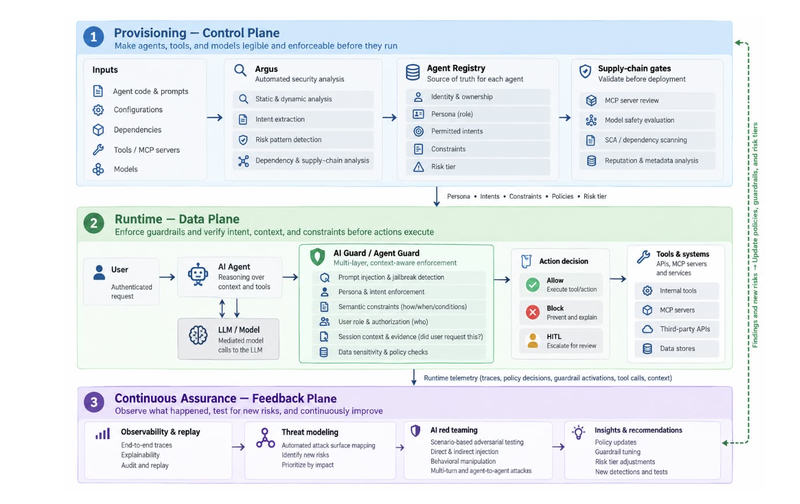 1 Provisioning — Control Plane
Make agents, tools, and models legible and enforceable before they run
Inputs
Agent code & prompts
Configurations
Dependencies
Tools / MCP servers
Models
Argus
Automated security analysis
Static & dynamic analysis
Intent extraction
Risk pattern detection
Dependency & supply-chain analysis
Agent Registry
Source of truth for each agent
Identity & ownership
Persona (role)
Permitted intents
Constraints
Risk tier
Supply-chain gates
Validate before deployment
MCP server review
Model safety evaluation
SCA / dependency scanning
Reputation & metadata analysis
Persona • Intents • Constraints • Policies • Risk tier
2 Runtime — Data Plane
Enforce guardrails and verify intent, context, and constraints before actions execute
User
Authenticated
request
AI Agent
Reasoning over
context and tools
LLM / Model
Mediated model
calls to the LLM
AI Guard / Agent Guard
Multi-layer, context-aware enforcement
Prompt injection & jailbreak detection
Persona & intent enforcement
Semantic constraints (how/when/conditions)
User role & authorization (who)
Session context & evidence (did user request this?)
Data sensitivity & policy checks
Action decision
Allow
Execute tool/action
Block
Prevent and explain
HITL
Escalate for review
Tools & systems
APIs, MCP servers
and services
Internal tools
MCP servers
Third-party APIs
Data stores
Runtime telemetry (traces, policy decisions, guardrail activations, tool calls, context)
3 Continuous Assurance — Feedback Plane
Observe what happened, test for new risks, and continuously improve
Observability & replay
End-to-end traces
Explainability
Audit and replay
Threat modeling
Automated attack surface mapping
Identify new risks
Prioritize by impact
AI red teaming
Scenario-based adversarial testing
Direct & indirect injection
Behavioral manipulation
Multi-turn and agent-to-agent attacks
Insights & recommendations
Policy updates
Guardrail tuning
Risk tier adjustments
New detections and tests
Findings and new risks → Update policies, guardrails, and risk tiers